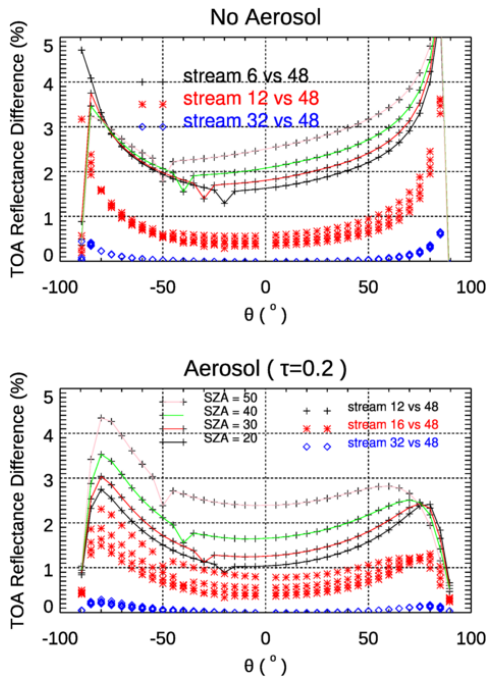 No Aerosol
TOA Reflectance Difference (%)
5
4
3
2
1
0
stream 6 vs 48
stream 12 vs 48
stream 32 vs 48
-100
-50
0
50
100
θ ( ° )
Aerosol ( τ=0.2 )
TOA Reflectance Difference (%)
5
4
3
2
1
0
SZA = 50
SZA = 40
SZA = 30
SZA = 20
stream 12 vs 48
stream 16 vs 48
stream 32 vs 48
-100
-50
0
50
100
θ ( ° )